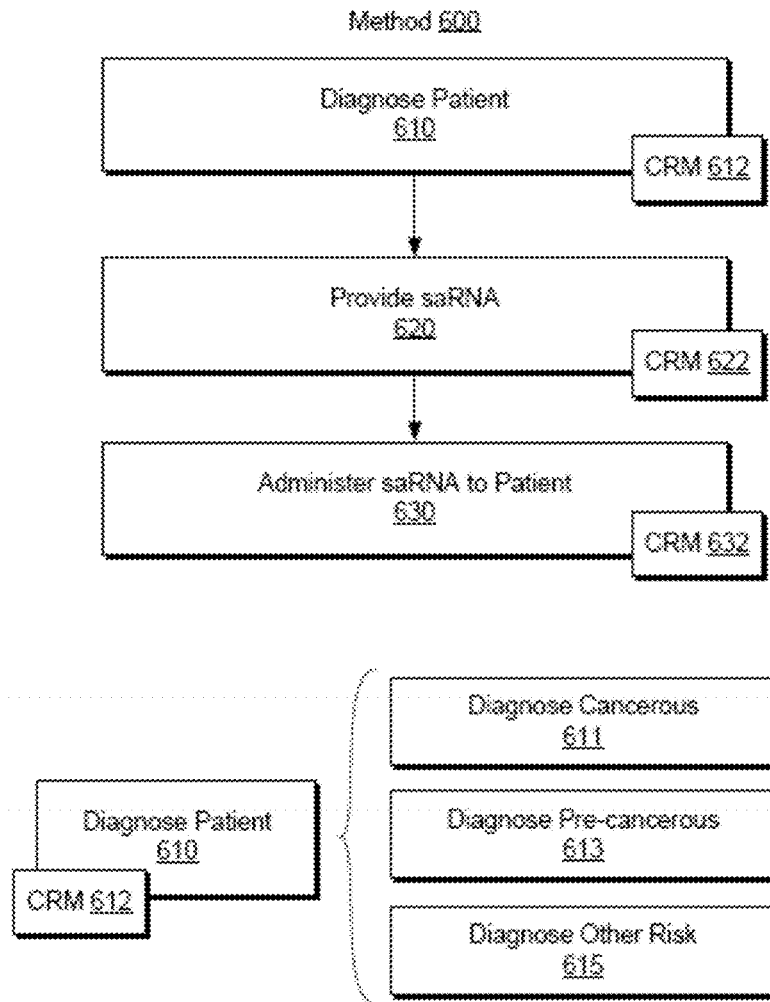 Method 600
Diagnose Patient
610
CRM 612
Provide saRNA
620
CRM 622
Administer saRNA to Patient
630
CRM 632
Diagnose Cancerous
611
Diagnose Patient
610
CRM 612
Diagnose Pre-cancerous
613
Diagnose Other Risk
615